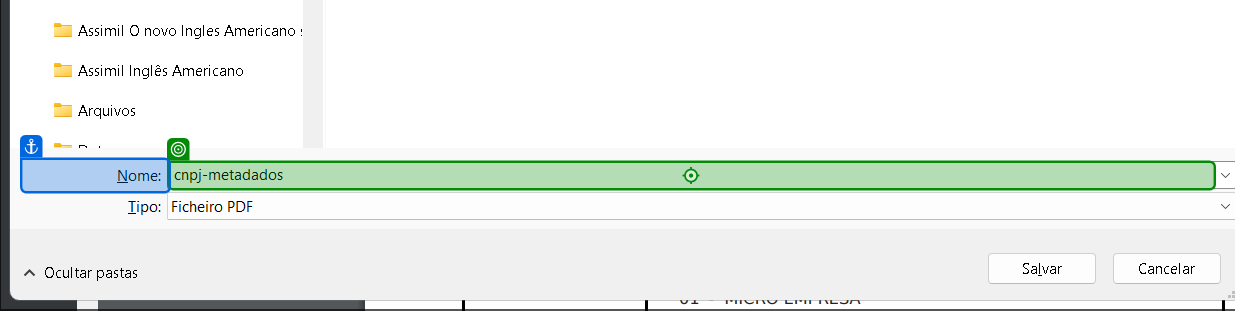 Assimil O novo Ingles Americano s
Assimil Inglês Americano
Arquivos
Nome: cnpj-metadados
Tipo: Ficheiro PDF
Ocultar pastas
Salvar
Cancelar
01 - MICRO EMPRESA